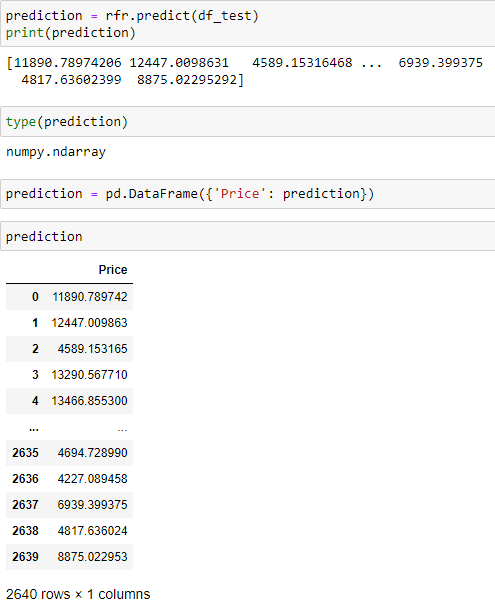 prediction = rfr.predict(df_test)
print(prediction)
[11890.78974206 12447.0098631   4589.15316468 ...  6939.399375
  4817.63602399  8875.02295292]
type(prediction)
numpy.ndarray
prediction = pd.DataFrame({'Price': prediction})
prediction
Price
0 11890.789742
1 12447.009863
2 4589.153165
3 13290.567710
4 13466.855300
... ...
2635 4694.728990
2636 4227.089458
2637 6939.399375
2638 4817.636024
2639 8875.022953
2640 rows × 1 columns